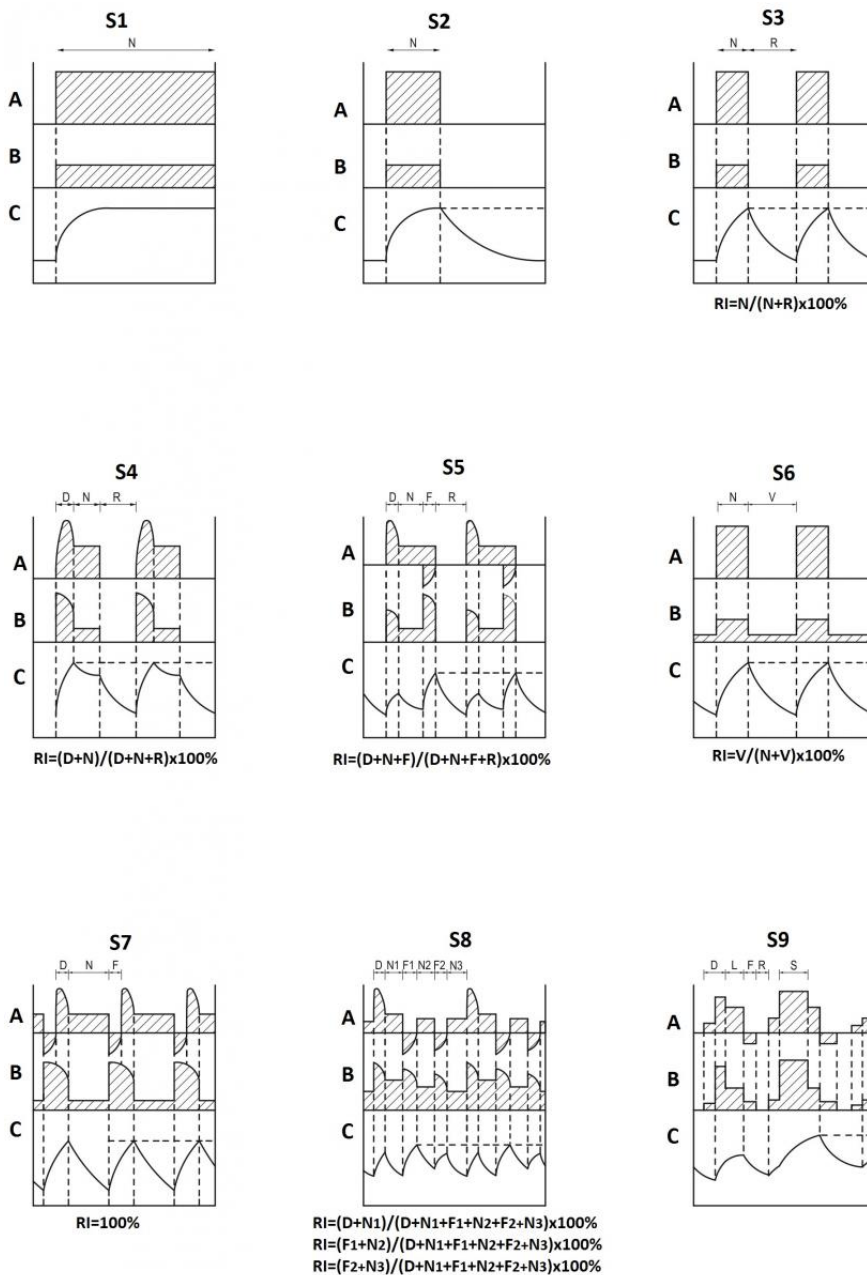 S1 S2 S3
N N N R
A A A
B B B
C C C
RI=N/(N+R)x100%
S4 S5 S6
D N R D N F R N V
A A A
B B B
C C C
RI=(D+N)/(D+N+R)x100% RI=(D+N+F)/(D+N+F+R)x100% RI=V/(N+V)x100%
S7 S8 S9
D N F D N1 F1 N2 F2 N3 D L F R S
A A A
B B B
C C C
RI=100% RI=(D+N1)/(D+N1+F1+N2+F2+N3)x100%
RI=(F1+N2)/(D+N1+F1+N2+F2+N3)x100%
RI=(F2+N3)/(D+N1+F1+N2+F2+N3)x100%